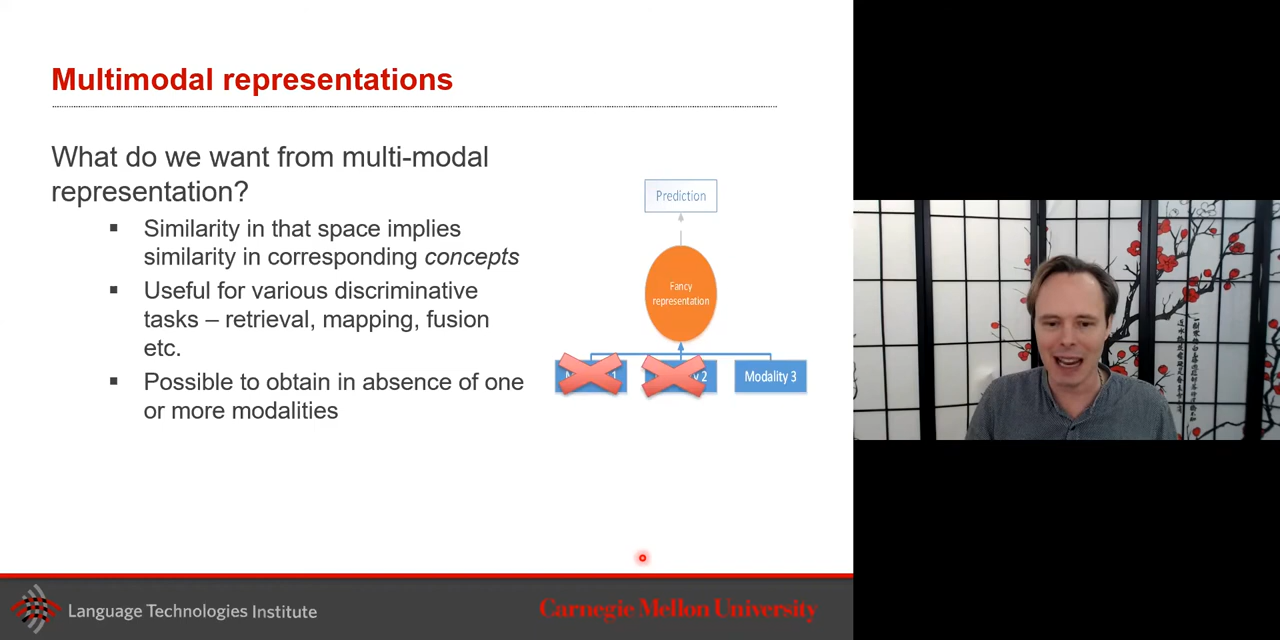 Multimodal representations
What do we want from multi-modal
representation?
Similarity in that space implies
similarity in corresponding concepts
Useful for various discriminative
tasks – retrieval, mapping, fusion
etc.
Possible to obtain in absence of one
or more modalities
Prediction
Fancy
representation
1
2
Modality 3
Language Technologies Institute
Carnegie Mellon University